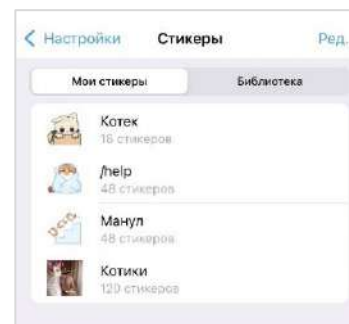 Настройки Стикеры Ред.
Мои стикеры Библиотека
Котек
16 стикеров
/help
48 стикеров
Манул
48 стикеров
Котики
120 стикеров